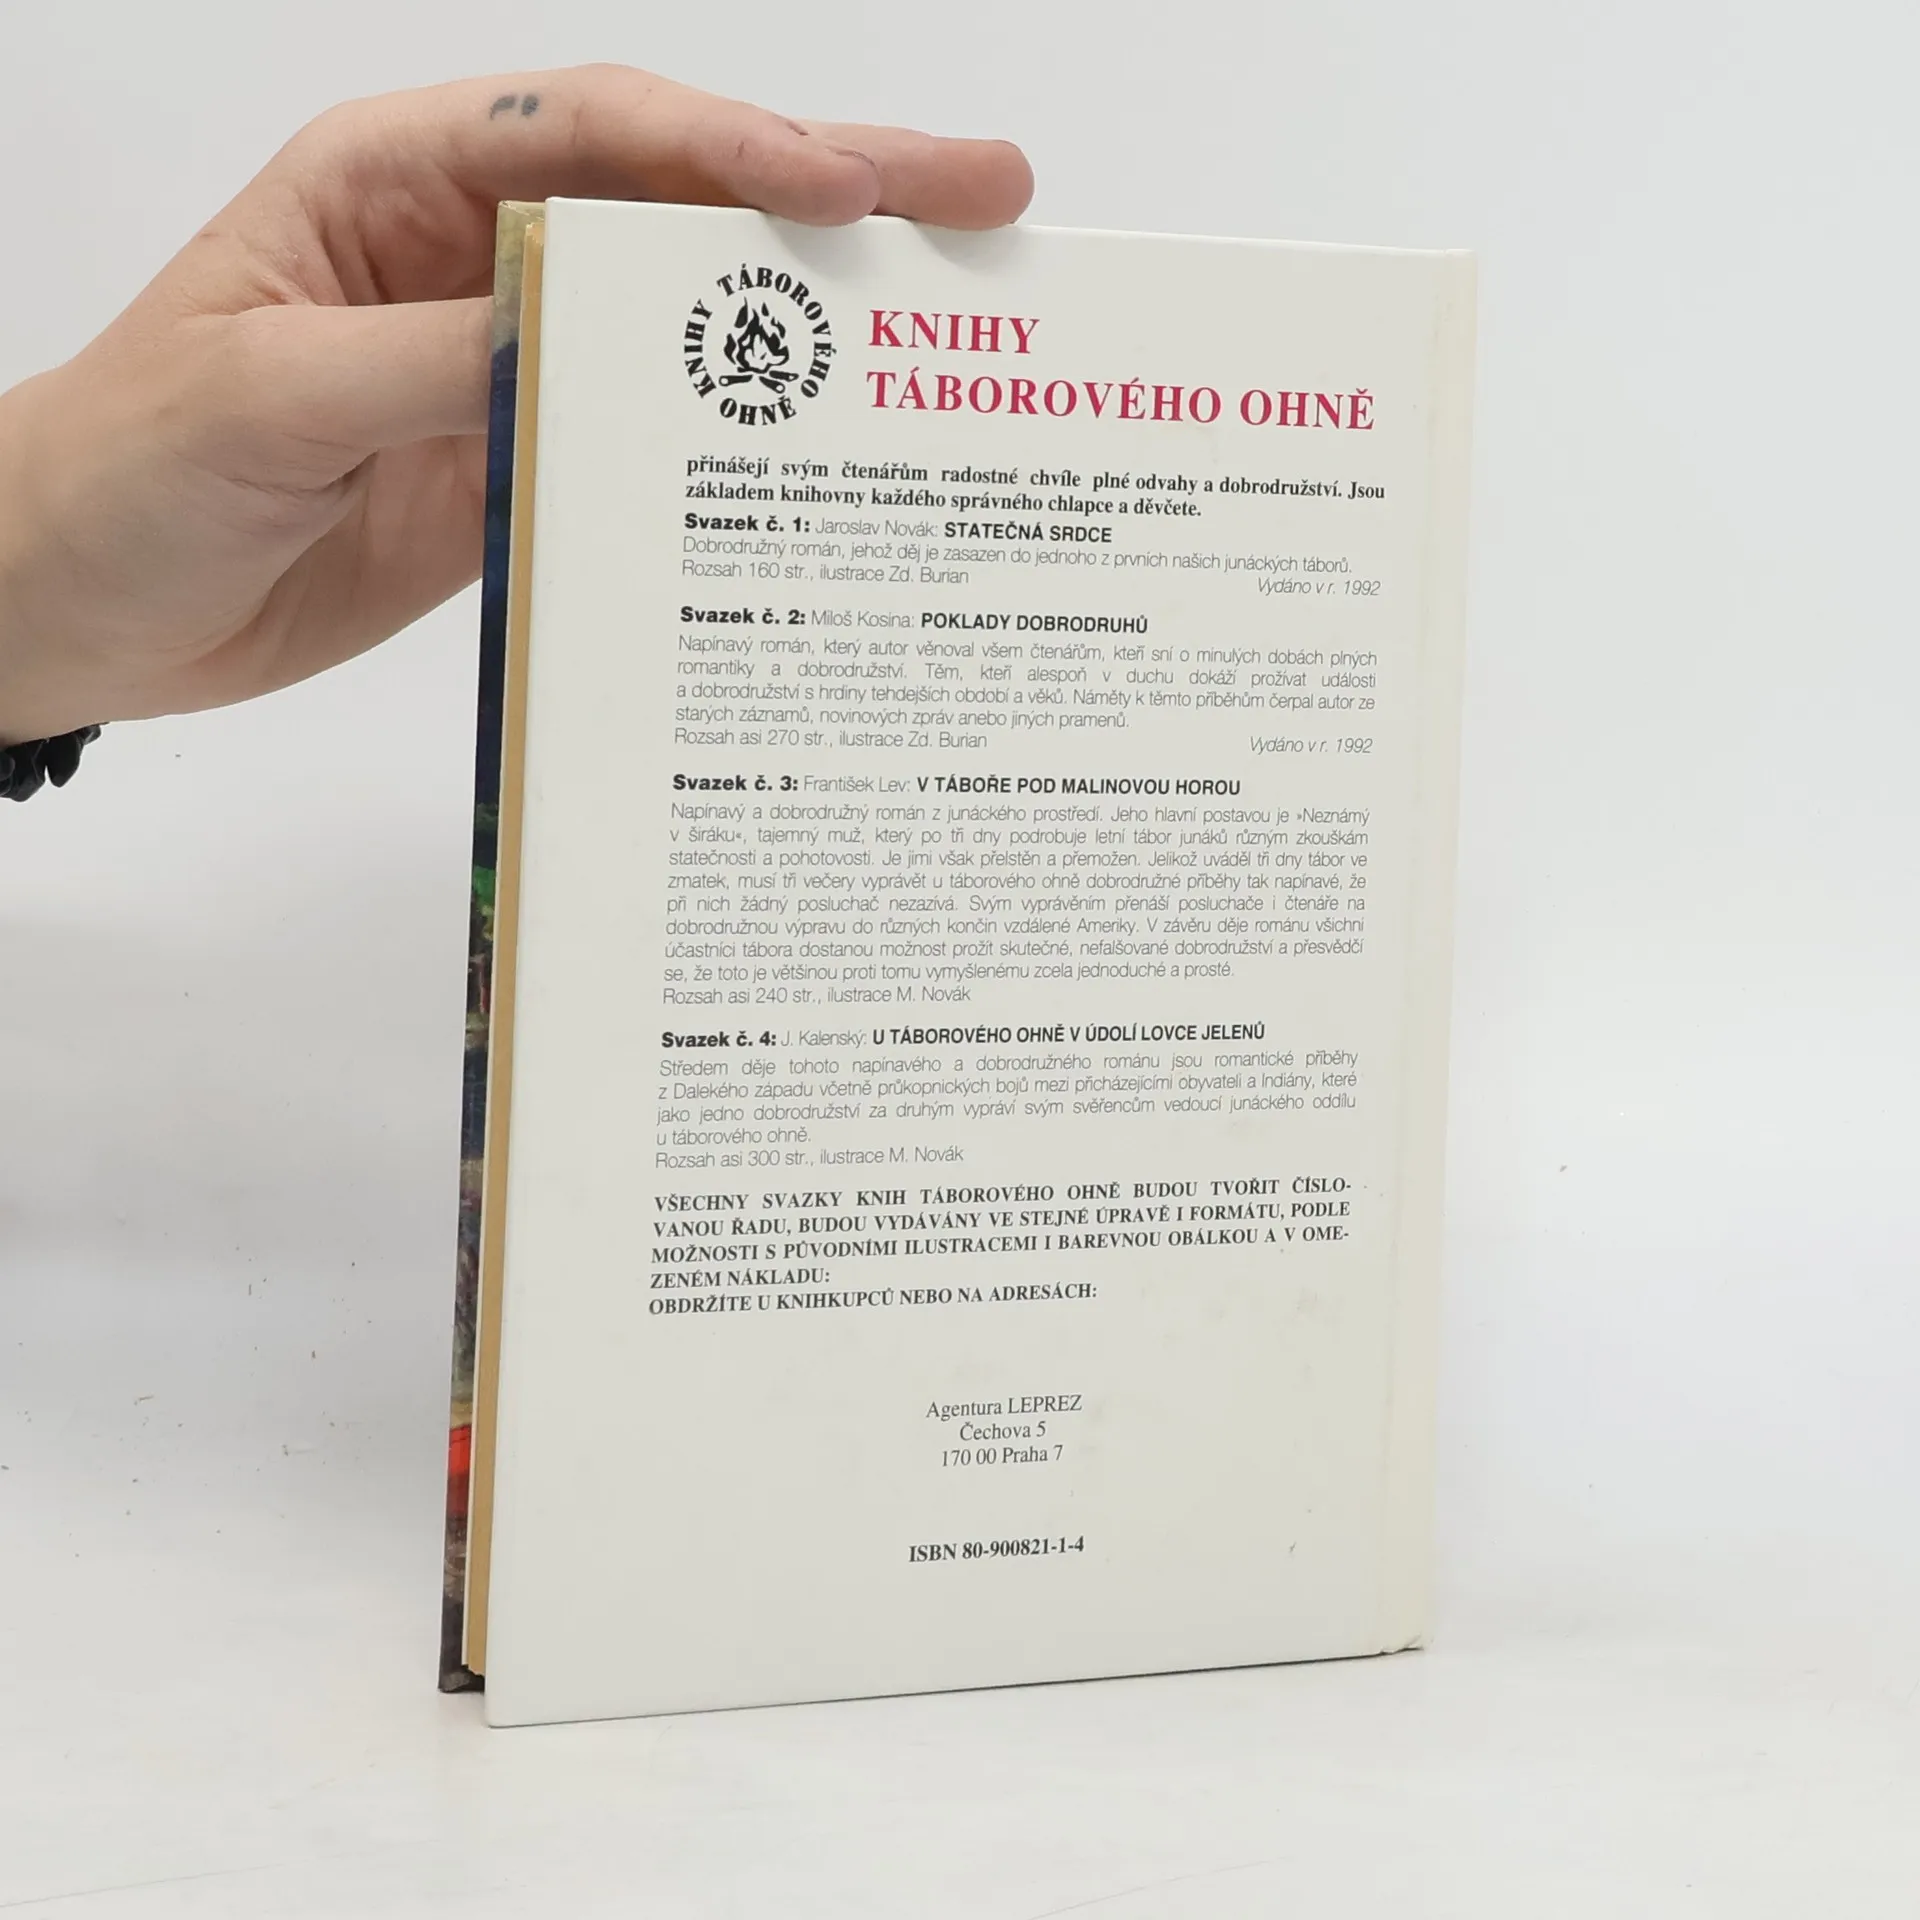 KNIHY TÁBOROVÉHO OHNĚ
KNIHY
TÁBOROVÉHO OHNĚ
přinášejí svým čtenářům radostné chvíle plné odvahy a dobrodružství. Jsou
základem knihovny každého správného chlapce a děvčete.
Svazek č. 1: Jaroslav Novák: STATEČNÁ SRDCE
Dobrodružný román, jehož děj je zasazen do jednoho z prvních našich junáckých táborů.
Rozsah 160 str., ilustrace Zd. Burian
Vydáno v r. 1992
Svazek č. 2: Miloš Kosina: POKLADY DOBRODRUHŮ
Napínavý román, který autor věnoval všem čtenářům, kteří sní o minulých dobách plných
romantiky a dobrodružství. Těm, kteří alespoň v duchu dokáží prožívat události
a dobrodružství s hrdiny tehdejších období a věků. Náměty k těmto příběhům čerpal autor ze
starých záznamů, novinových zpráv anebo jiných pramenů.
Rozsah asi 270 str., ilustrace Zd. Burian
Vydáno v r. 1992
Svazek č. 3: František Lev: V TÁBOŘE POD MALINOVOU HOROU
Napínavý a dobrodružný román z junáckého prostředí. Jeho hlavní postavou je »Neznámý
v širáku«, tajemný muž, který po tři dny podrobuje letní tábor junáků různým zkouškám
statečnosti a pohotovosti. Je jimi však přelstěn a přemožen. Jelikož uváděl tři dny tábor ve
zmatek, musí tři večery vyprávět u táborového ohně dobrodružné příběhy tak napínavé, že
při nich žádný posluchač nezazívá. Svým vyprávěním přenáší posluchače i čtenáře na
dobrodružnou výpravu do různých končin vzdálené Ameriky. V závěru děje románu všichni
účastníci tábora dostanou možnost prožít skutečné, nefalšované dobrodružství a přesvědčí
se, že toto je většinou proti tomu vymyšlenému zcela jednoduché a prosté.
Rozsah asi 240 str., ilustrace M. Novák
Svazek č. 4: J. Kalenský: U TÁBOROVÉHO OHNĚ V ÚDOLÍ LOVCE JELENŮ
Středem děje tohoto napínavého a dobrodružného románu jsou romantické příběhy
z Dalekého západu včetně průkopnických bojů mezi přicházejícími obyvateli a Indiány, které
jako jedno dobrodružství za druhým vypráví svým svěřencům vedoucí junáckého oddílu
u táborového ohně.
Rozsah asi 300 str., ilustrace M. Novák
VŠECHNY SVAZKY KNIH TÁBOROVÉHO OHNĚ BUDOU TVOŘIT ČÍSLO-
VANOU ŘADU, BUDOU VYDÁVÁNY VE STEJNÉ ÚPRAVĚ I FORMÁTU, PODLE
MOŽNOSTI S PŮVODNÍMI ILUSTRACEMI I BAREVNOU OBÁLKOU A V OME-
ZENÉM NÁKLADU:
OBDRŽÍTE U KNIHKUPCŮ NEBO NA ADRESÁCH:
Agentura LEPREZ
Čechova 5
170 00 Praha 7
ISBN 80-900821-1-4